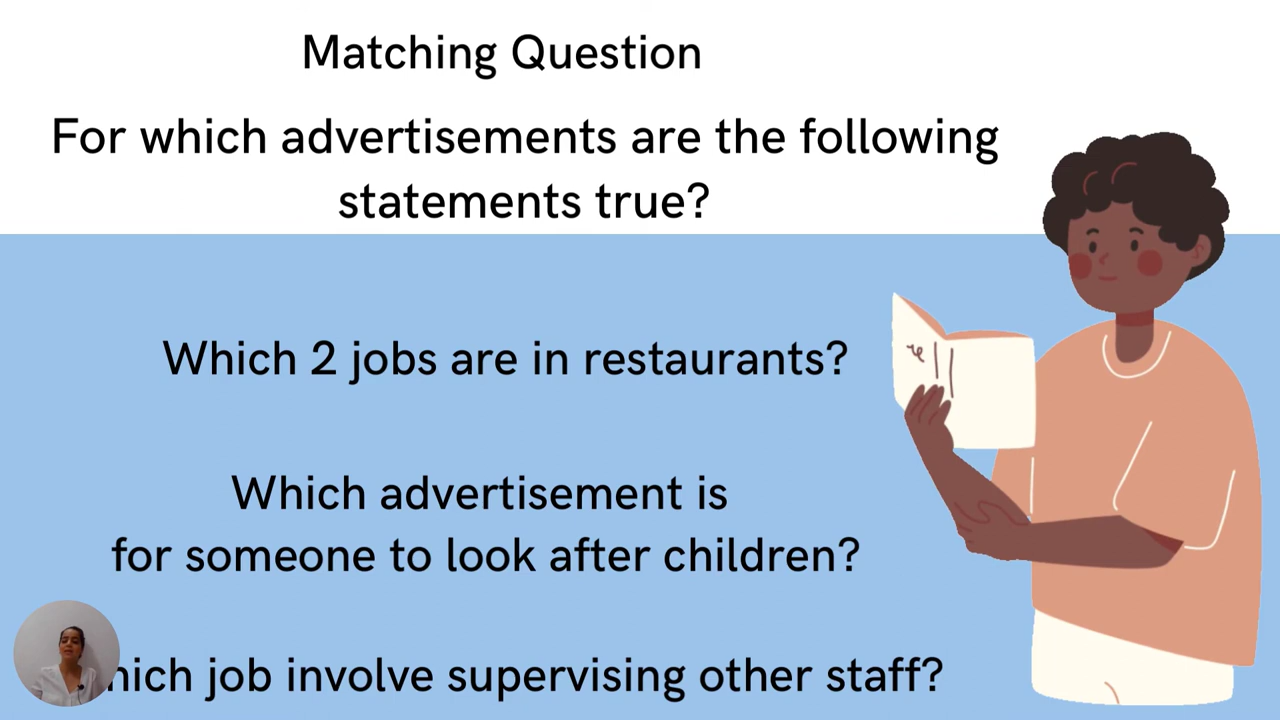 Matching Question
For which advertisements are the following
statements true?
Which 2 jobs are in restaurants?
Which advertisement is
for someone to look after children?
hich job involve supervising other staff?